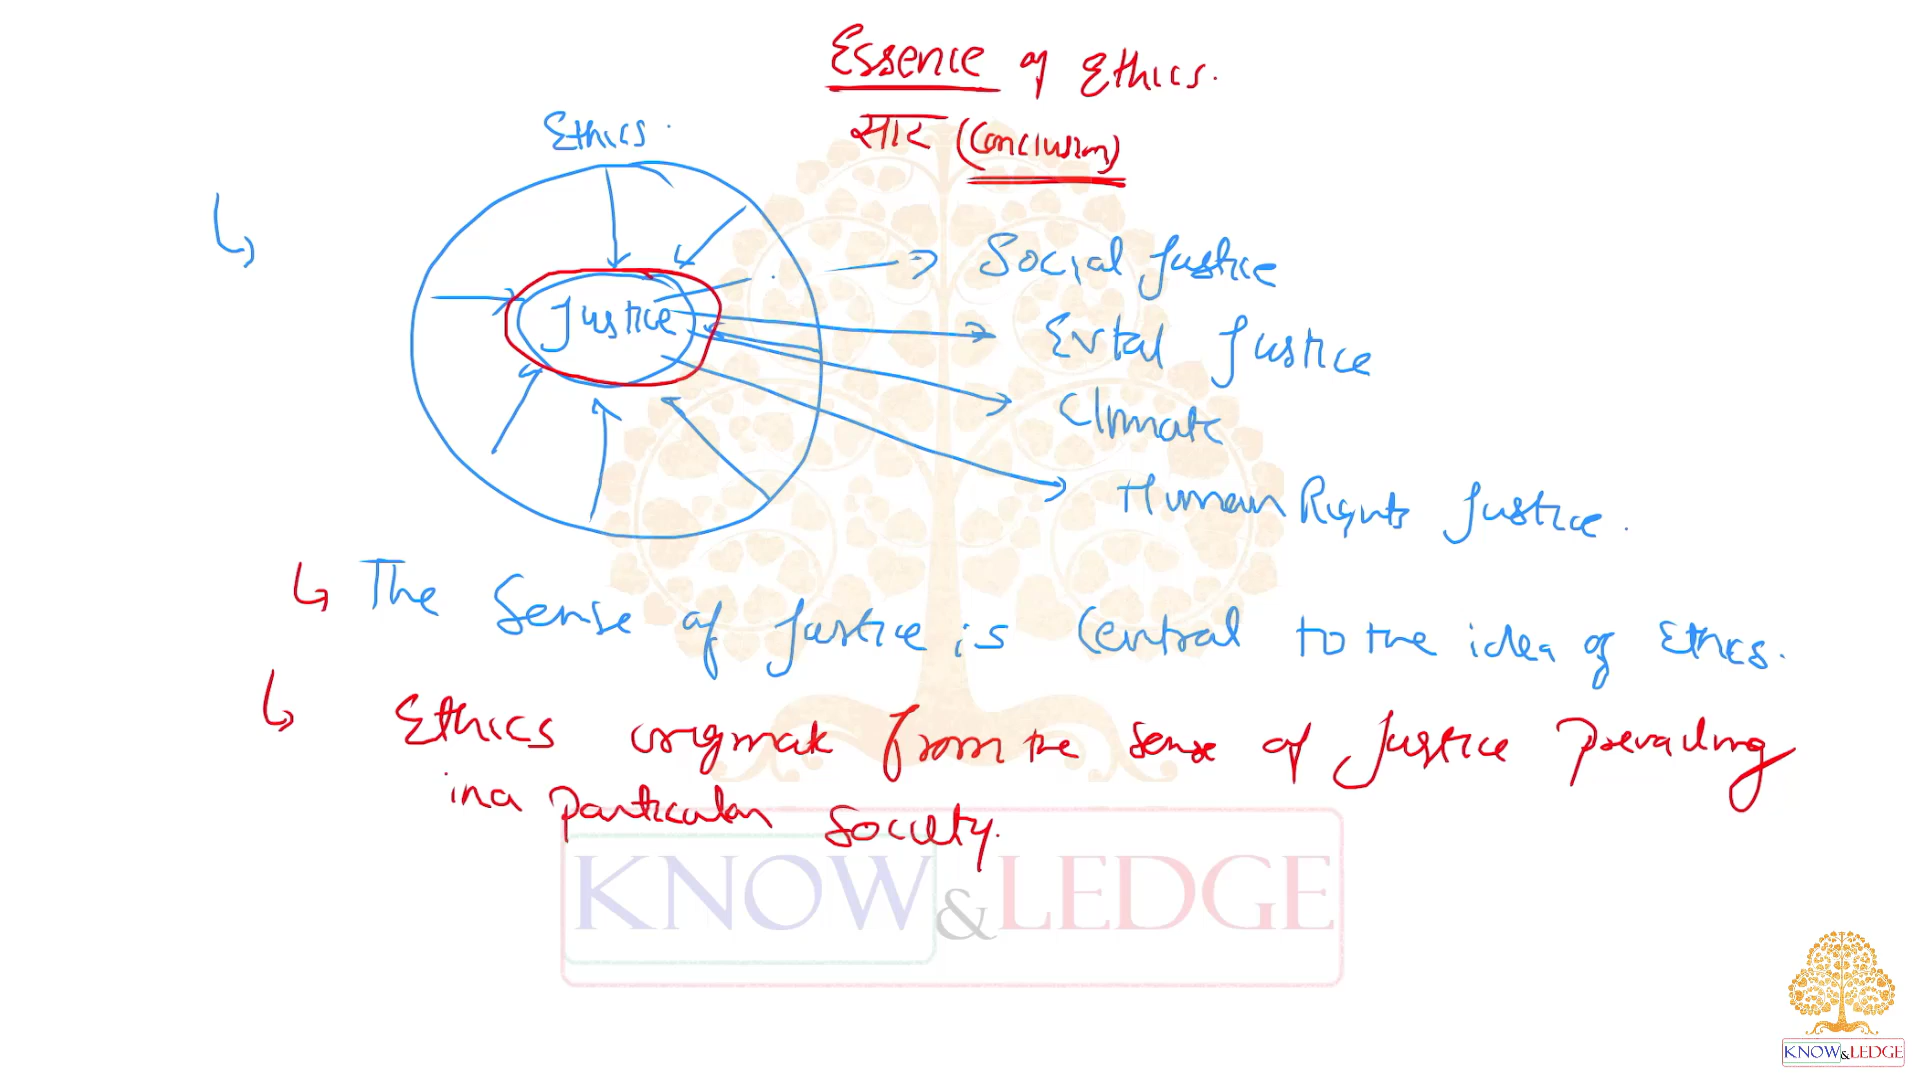 Essence of Ethics.
सार (Conclusion)
Ethics
Justice
Social Justice
Evtal Justice
Climate
Human Rights Justice.
The Sense of Justice is Central to the idea of Ethics.
Ethics originate from the sense of Justice Prevailing
in a Particular Society.
KNOW&LEDGE
KNOW&LEDGE